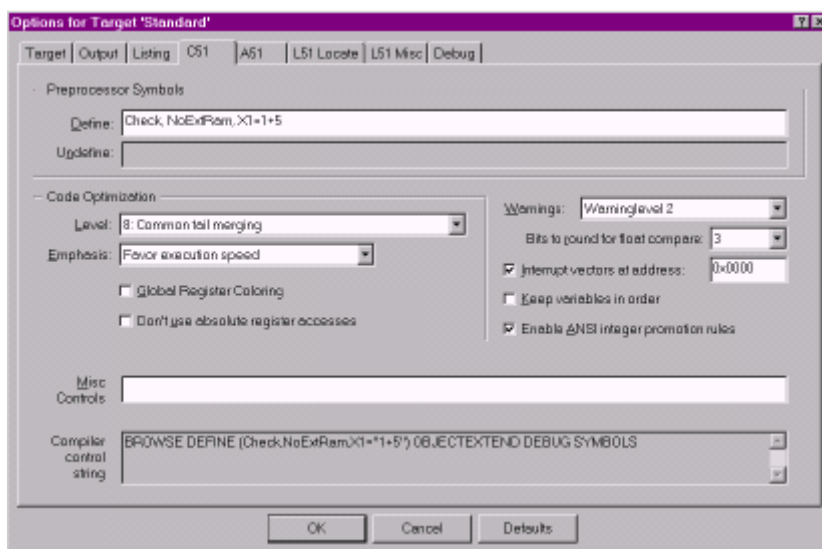 Options for Target 'Standard'
Target Output Listing C51 A51 L51 Locate L51 Misc Debug
Preprocessor Symbols
Define: Check, NoExtRam, X1=1+5
Undefine:
Code Optimization
Level: 8: Common tail merging
Emphasis: Favor execution speed
Global Register Coloring
Don't use absolute register accesses
Warnings: Warninglevel 2
Bits to round for float compare: 3
Interrupt vectors at address: 0x0000
Keep variables in order
Enable ANSI integer promotion rules
Misc
Controls
Compiler
control
string
BROWSE DEFINE (Check,NoExtRam,X1="1+5") OBJECTEXTEND DEBUG SYMBOLS
OK Cancel Defaults